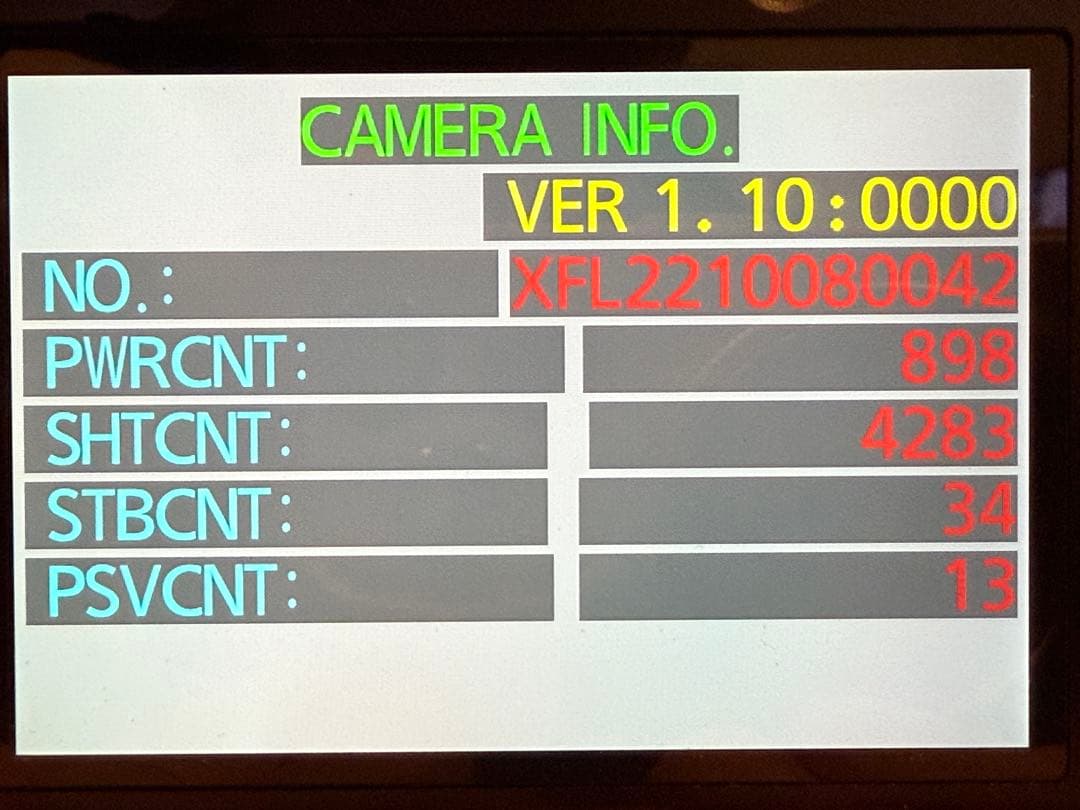 CAMERA INFO.
VER 1.10:0000
NO.: XFL2210080042
PWRCNT: 898
SHTCNT: 4283
STBCNT: 34
PSVCNT: 13